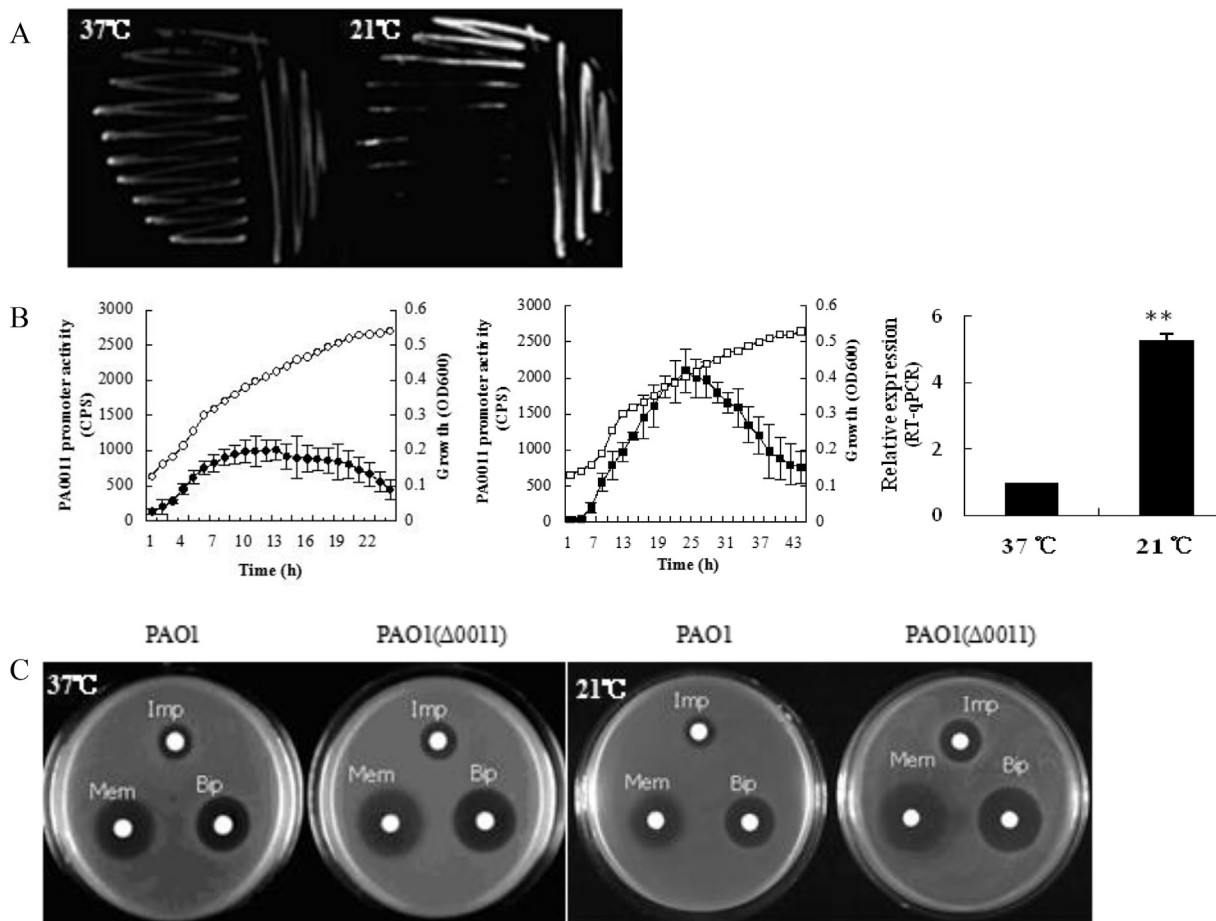 A
37℃
21℃
B
PA0011 promoter activity
(CPS)
3000
2500
2000
1500
1000
500
0
0.6
0.5
0.4
0.3
0.2
0.1
0
Growth (OD600)
1 4 7 10 13 16 19 22
Time (h)
PA0011 promoter activity
(CPS)
3000
2500
2000
1500
1000
500
0
0.6
0.5
0.4
0.3
0.2
0.1
0
Growth (OD600)
1 7 13 19 25 31 37 43
Time (h)
Relative expression
(RT-qPCR)
6
4
2
0
**
37 ℃ 21 ℃
PAO1 PAO1(Δ0011) PAO1 PAO1(Δ0011)
C
37℃
Imp
Mem Bip
Imp
Mem Bip
21℃
Imp
Mem Bip
Imp
Mem Bip